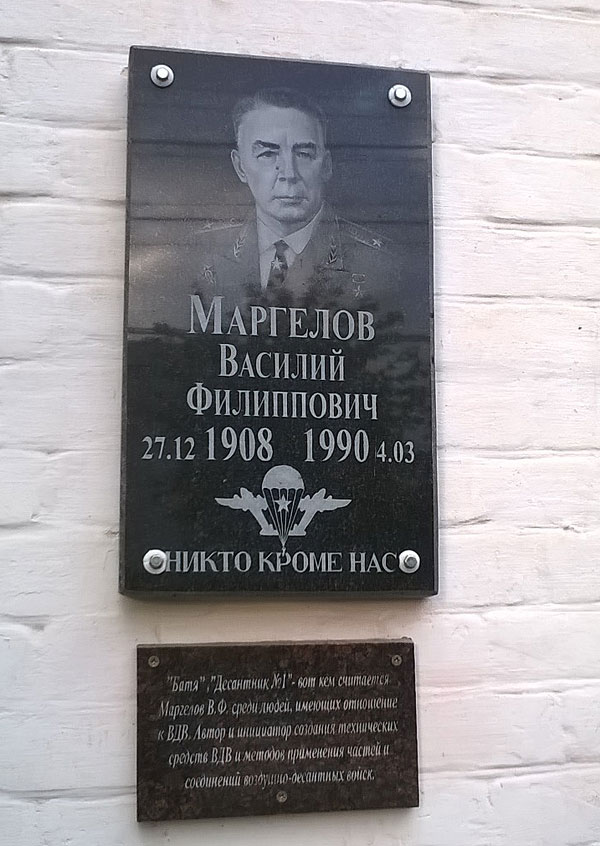 МАРГЕЛОВ
ВАСИЛИЙ
ФИЛИППОВИЧ
27.12 1908 1990 4.03
НИКТО КРОМЕ НАС
"Батя", "Десантник №1"- вот кем считается
Маргелов В.Ф. среди людей, имеющих отношение
к ВДВ. Автор и инициатор создания технических
средств ВДВ и методов применения частей и
соединений воздушно-десантных войск.